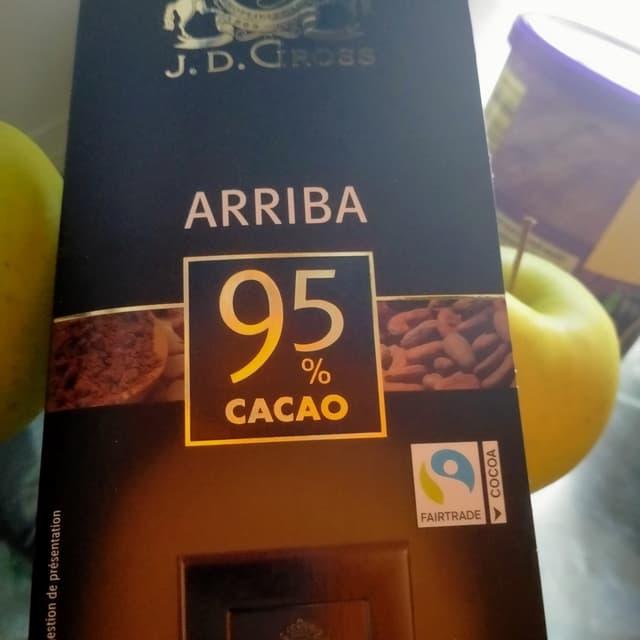 J. D. GROSS
ARRIBA
95
%
CACAO
FAIRTRADE
COCOA
estion de présentation